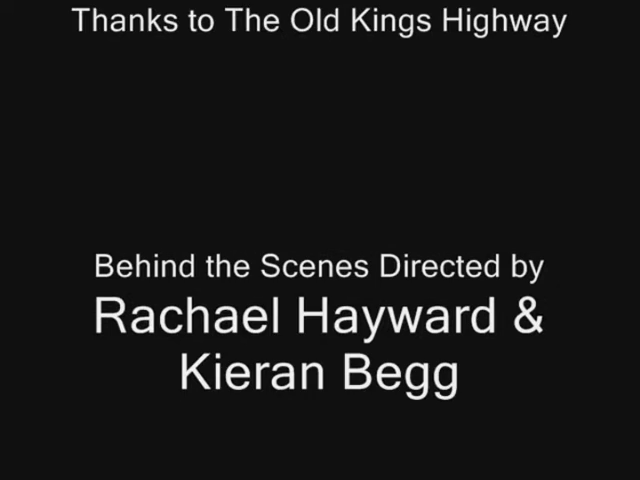 Thanks to The Old Kings Highway
Behind the Scenes Directed by
Rachael Hayward &
Kieran Begg